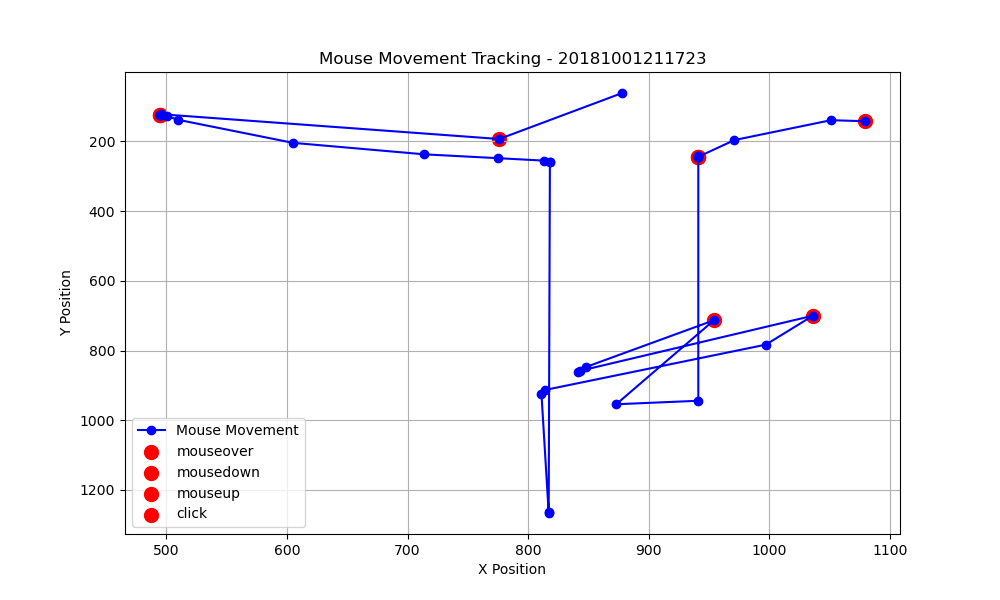 Mouse Movement Tracking - 20181001211723
Y Position
200
400
600
800
1000
1200
Mouse Movement
mouseover
mousedown
mouseup
click
500 600 700 800 900 1000 1100
X Position